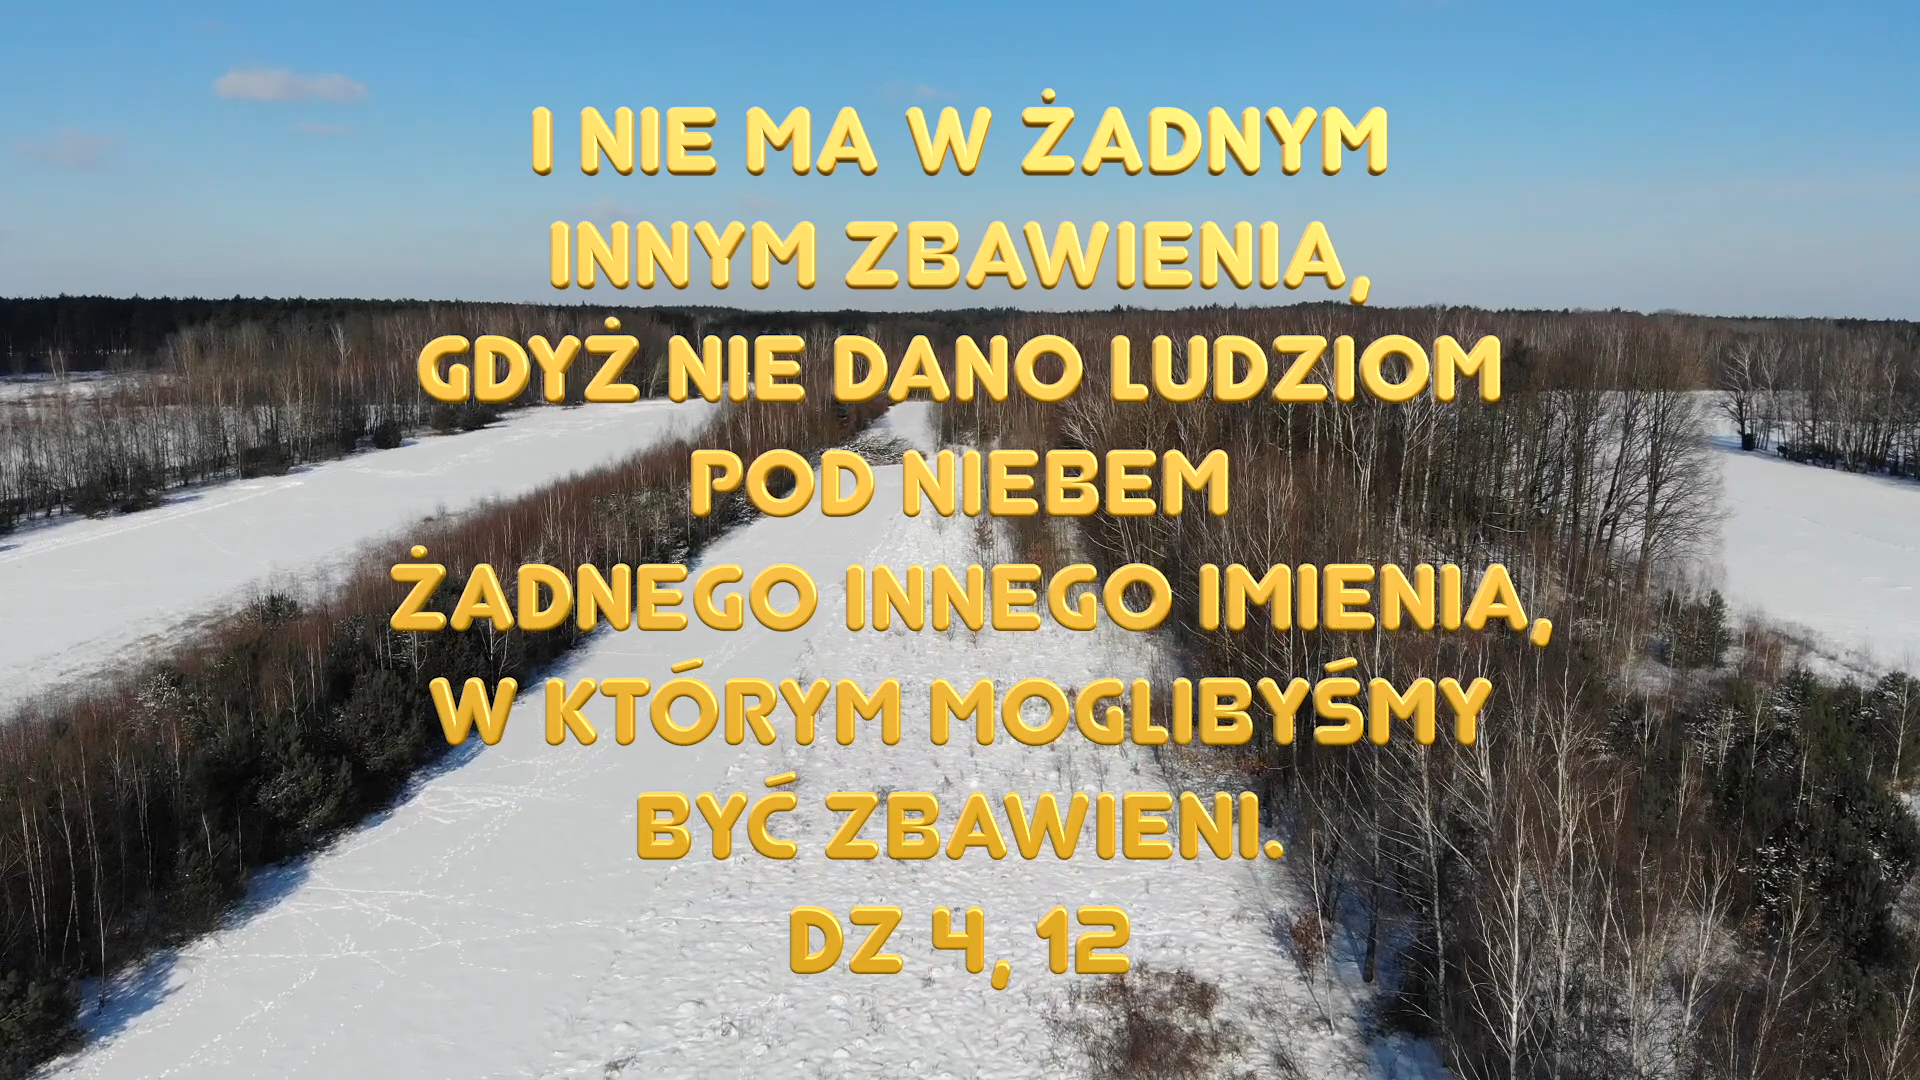 I NIE MA W ŻADNYM
INNYM ZBAWIENIA,
GDYŻ NIE DANO LUDZIOM
POD NIEBEM
ŻADNEGO INNEGO IMIENIA,
W KTÓRYM MOGLIBYŚMY
BYĆ ZBAWIENI.
DZ 4, 12